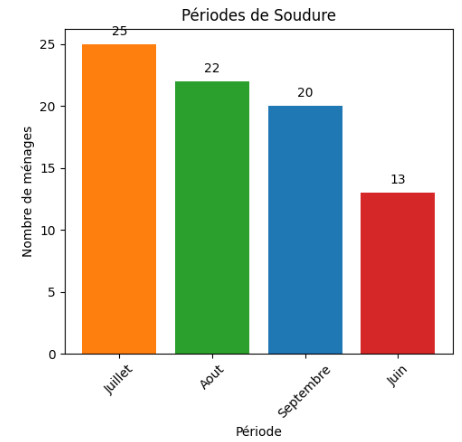 Périodes de Soudure
25
22
20
13
25
20
15
10
5
0
Nombre de ménages
Juillet
Aout
Septembre
Juin
Période